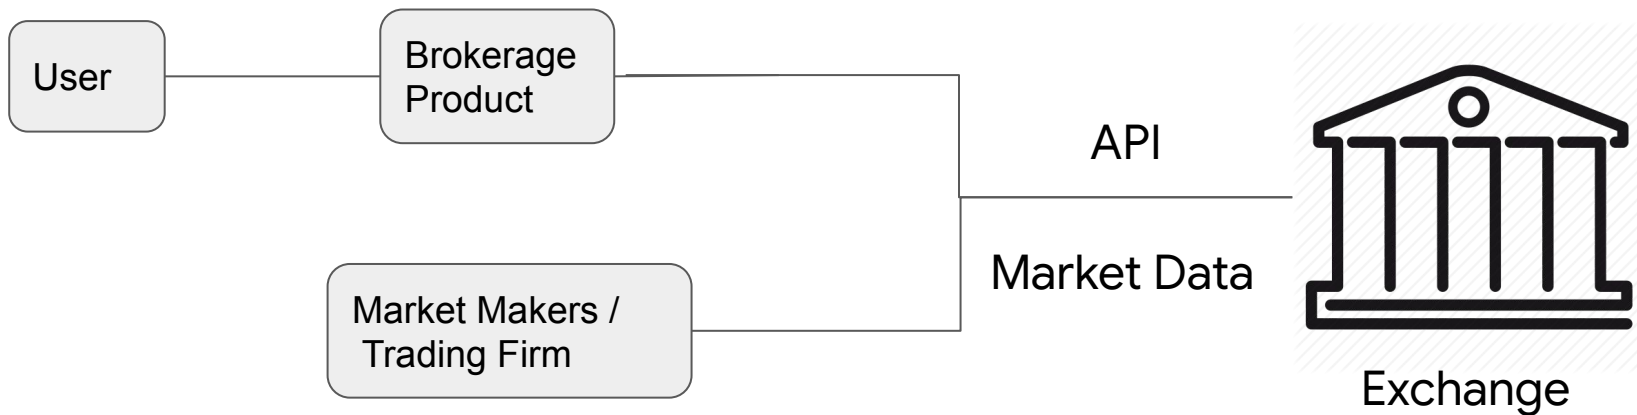 User
Brokerage
Product
API
Market Data
Market Makers /
Trading Firm
Exchange